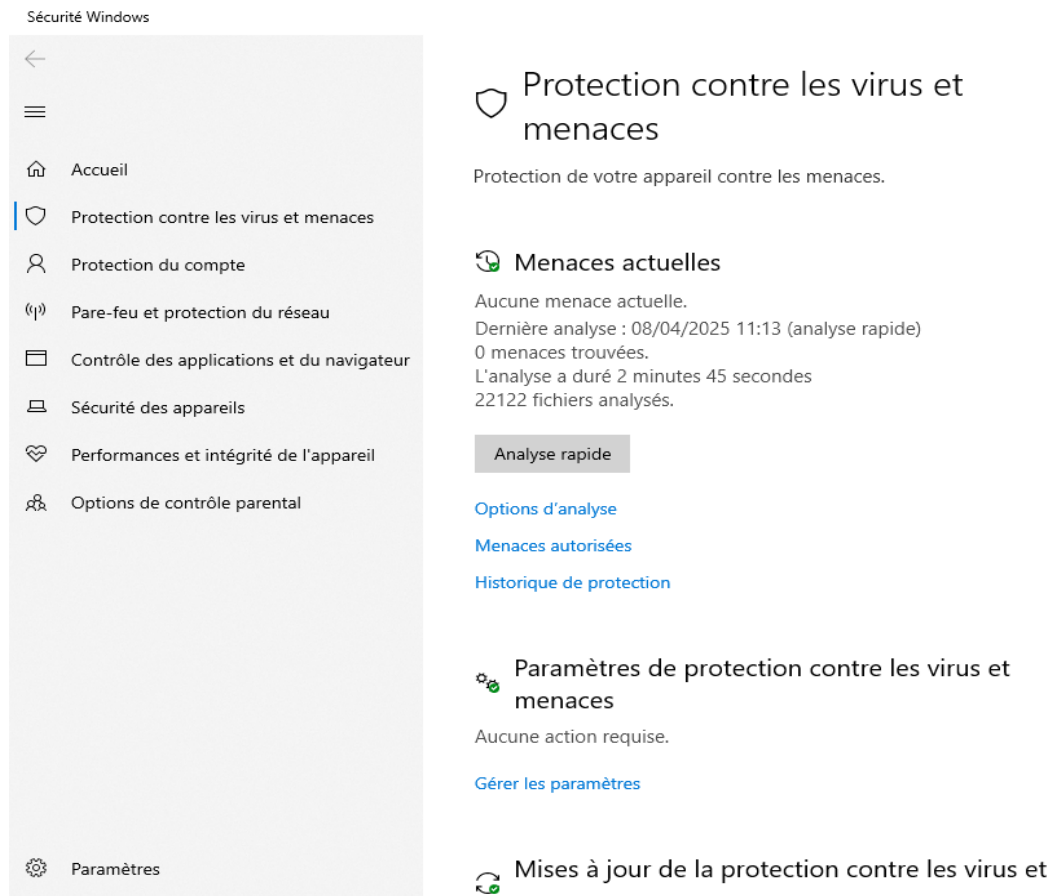 Sécurité Windows
Accueil
Protection contre les virus et menaces
Protection du compte
Pare-feu et protection du réseau
Contrôle des applications et du navigateur
Sécurité des appareils
Performances et intégrité de l'appareil
Options de contrôle parental
Paramètres
Protection contre les virus et
menaces
Protection de votre appareil contre les menaces.
Menaces actuelles
Aucune menace actuelle.
Dernière analyse : 08/04/2025 11:13 (analyse rapide)
0 menaces trouvées.
L'analyse a duré 2 minutes 45 secondes
22122 fichiers analysés.
Analyse rapide
Options d’analyse
Menaces autorisées
Historique de protection
Paramètres de protection contre les virus et
menaces
Aucune action requise.
Gérer les paramètres
Mises à jour de la protection contre les virus et